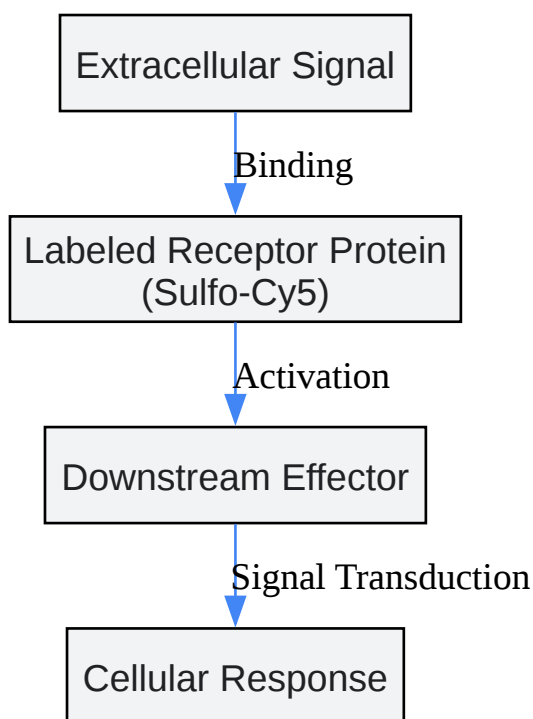 Extracellular Signal
Binding
Labeled Receptor Protein
(Sulfo-Cy5)
Activation
Downstream Effector
Signal Transduction
Cellular Response